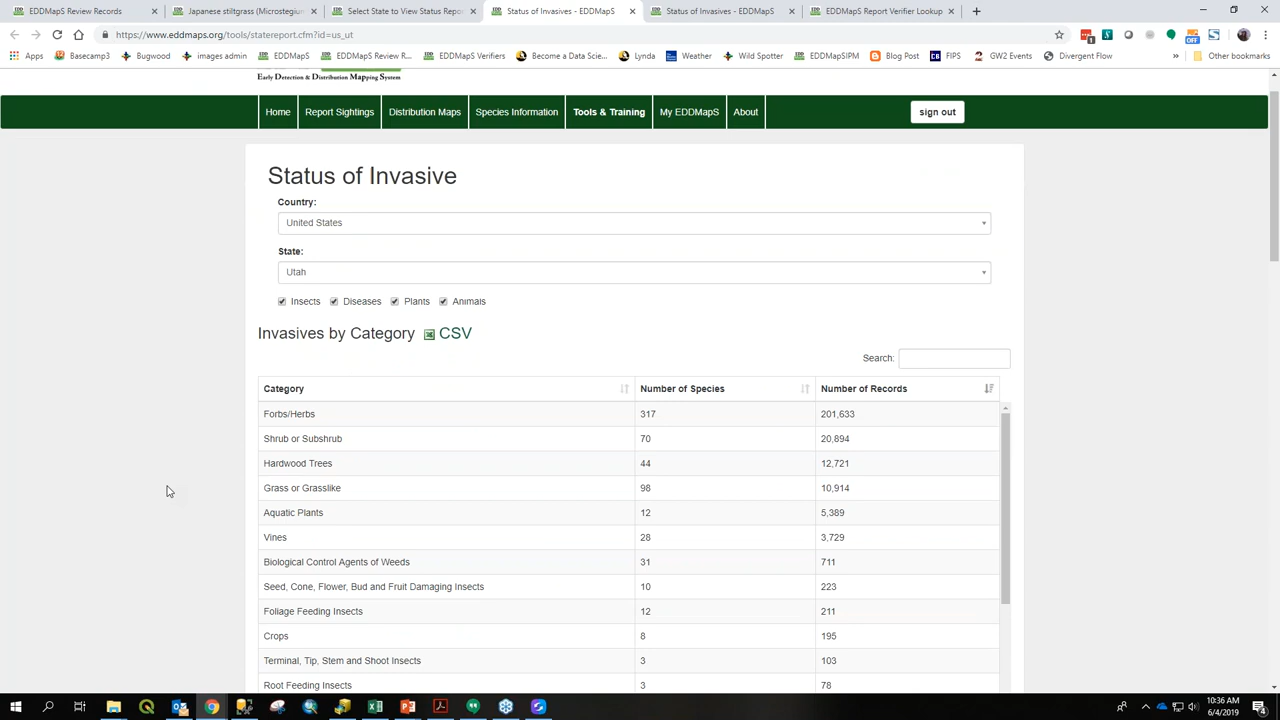 EDDMapS Review Records
Japanese stiltgrass (Microstegium
Select State to View Status Repor
Status of Invasives - EDDMapS
Status of Invasives - EDDMapS
EDDMapS Report Verifier Lookup
https://www.eddmaps.org/tools/statereport.cfm?id=us_ut
Apps Basecamp3 Bugwood images admin EDDMapS EDDMapS Review R... EDDMapS Verifiers Become a Data Scie... Lynda Weather Wild Spotter EDDMapSIPM Blog Post FIPS GW2 Events Divergent Flow » Other bookmarks
Early Detection & Distribution Mapping System
Home Report Sightings Distribution Maps Species Information Tools & Training My EDDMapS About sign out
Status of Invasive
Country:
United States
State:
Utah
Insects Diseases Plants Animals
Invasives by Category CSV
Search:
Category Number of Species Number of Records
Forbs/Herbs 317 201,633
Shrub or Subshrub 70 20,894
Hardwood Trees 44 12,721
Grass or Grasslike 98 10,914
Aquatic Plants 12 5,389
Vines 28 3,729
Biological Control Agents of Weeds 31 711
Seed, Cone, Flower, Bud and Fruit Damaging Insects 10 223
Foliage Feeding Insects 12 211
Crops 8 195
Terminal, Tip, Stem and Shoot Insects 3 103
Root Feeding Insects 3 78
10:36 AM
6/4/2019